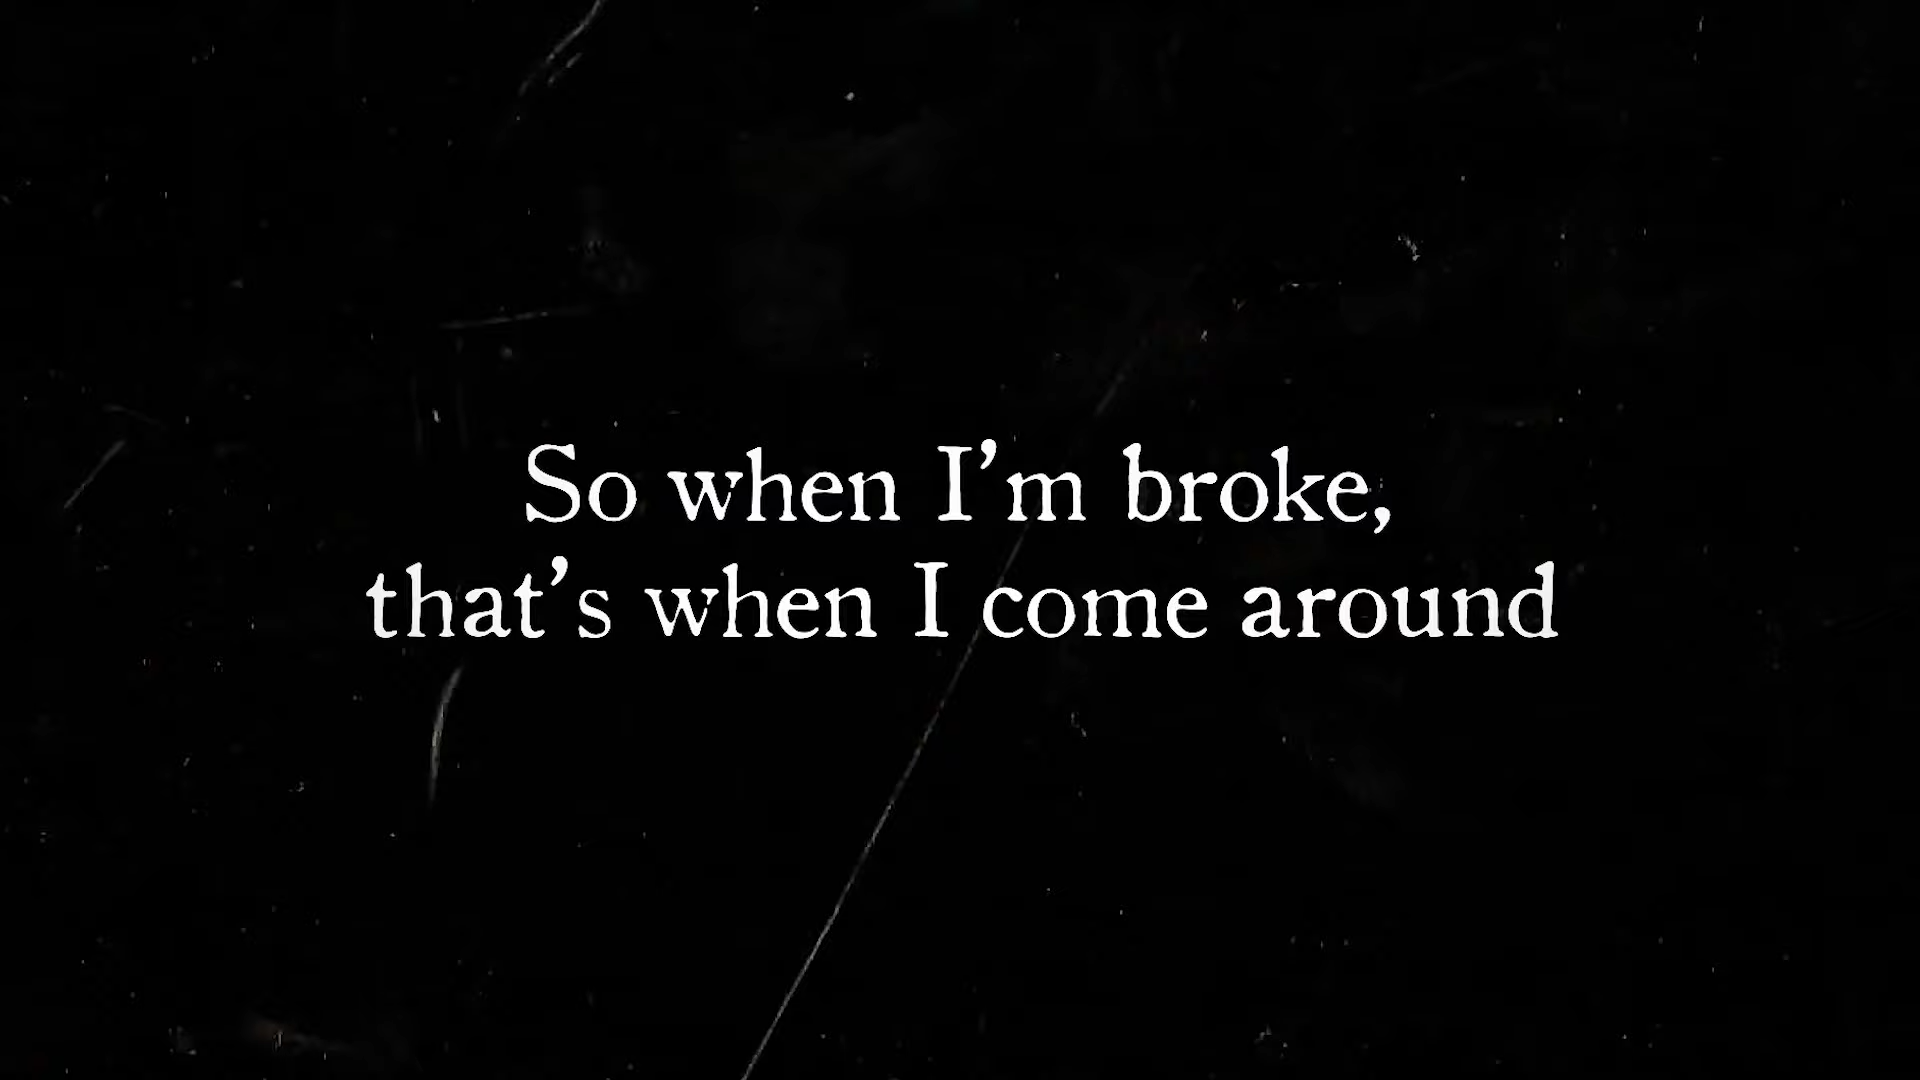 So when I’m broke,
that’s when I come around